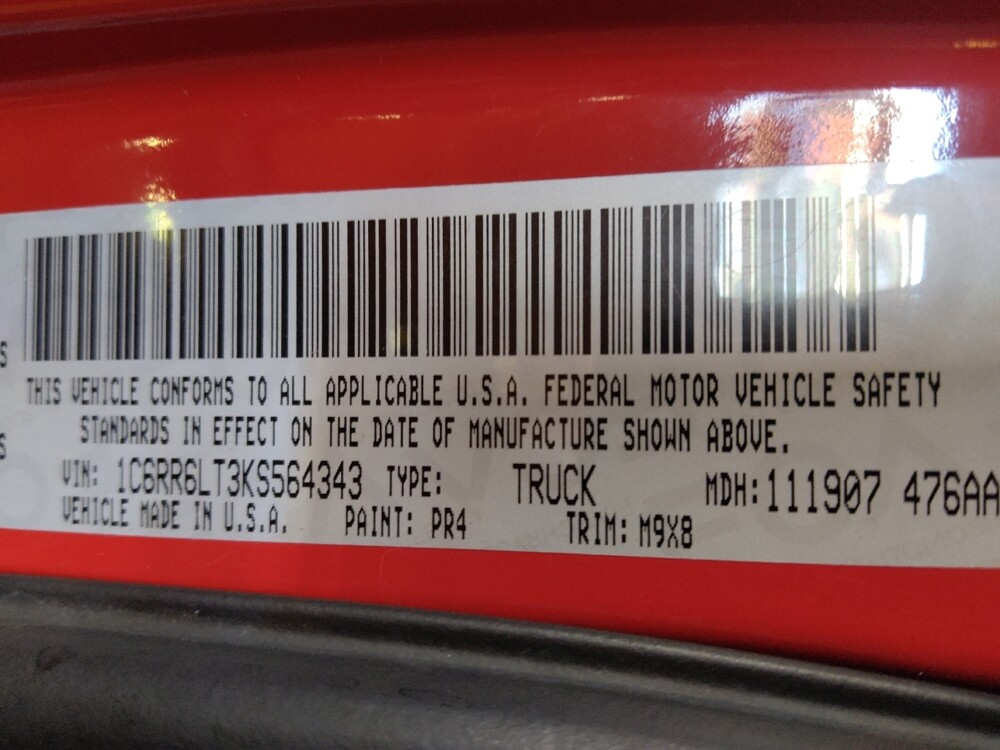 S
THIS VEHICLE CONFORMS TO ALL APPLICABLE U.S.A. FEDERAL MOTOR VEHICLE SAFETY
S
STANDARDS IN EFFECT ON THE DATE OF MANUFACTURE SHOWN ABOVE.
VIN: 1C6RR6LT3KS564343 TYPE: TRUCK MDH:111907 476AA
VEHICLE MADE IN U.S.A. PAINT: PR4 TRIM: M9X8